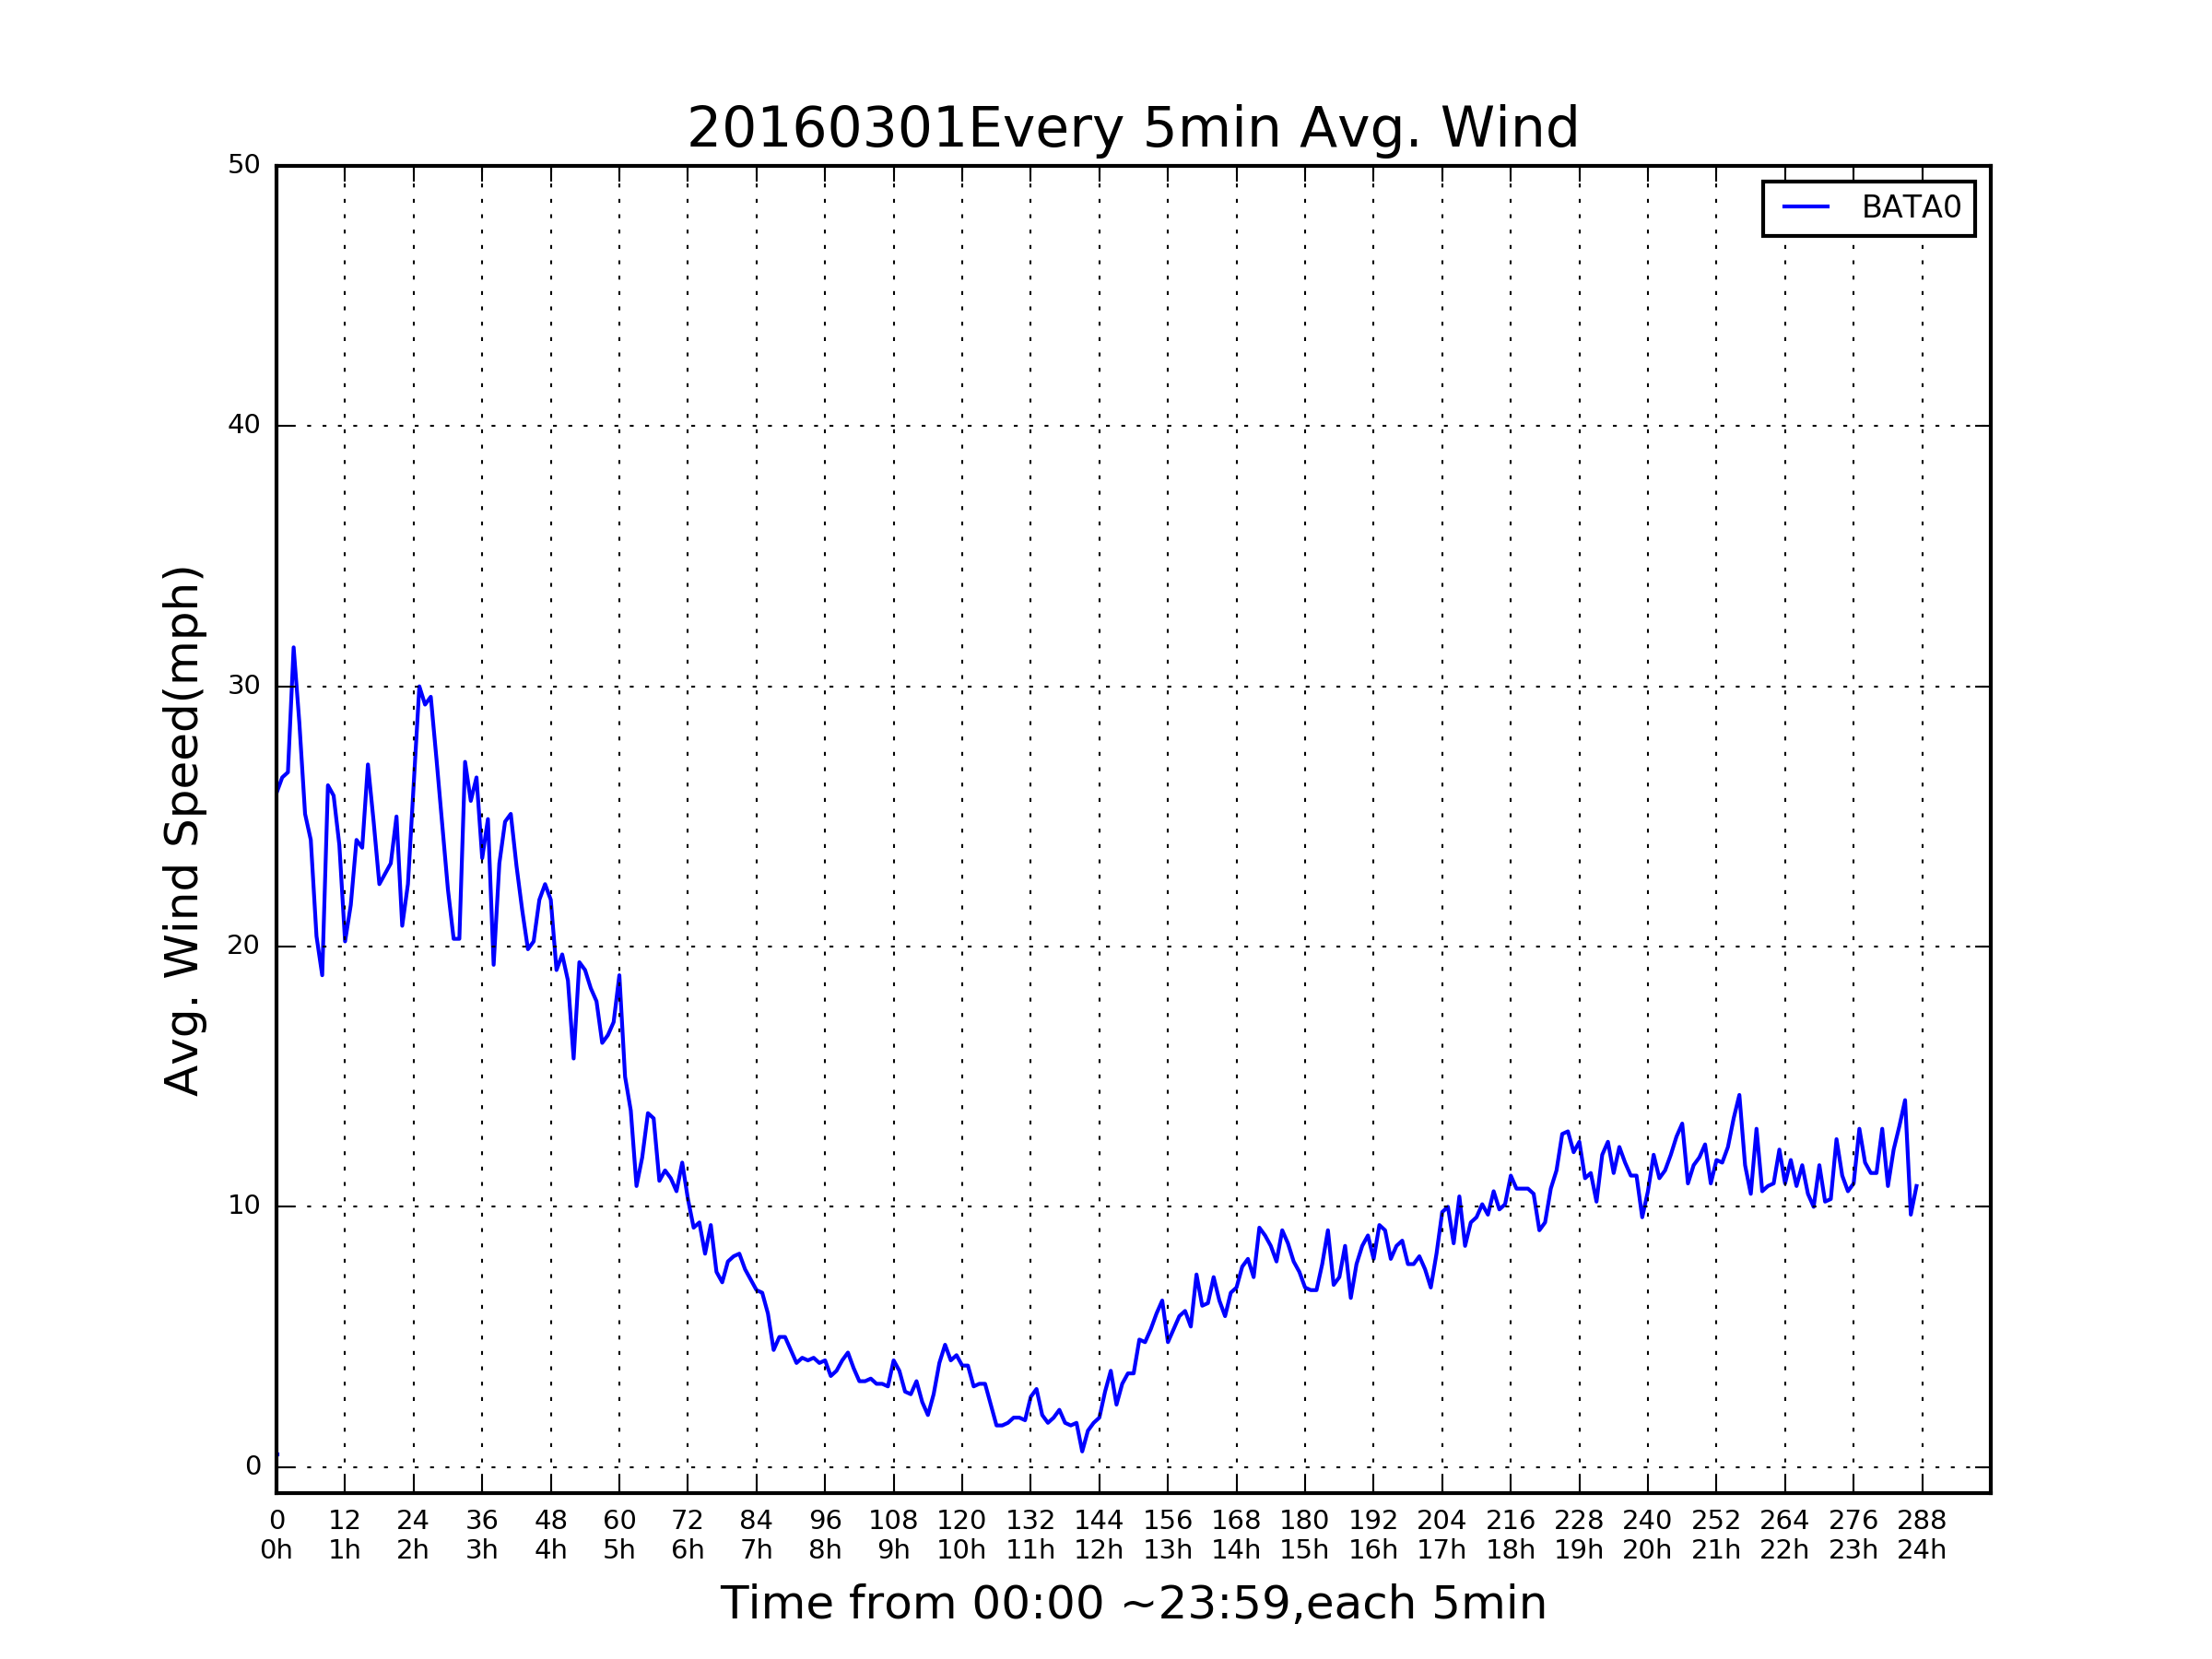 20160301Every 5min Avg. Wind
BATA0
50
40
30
20
10
0
Avg. Wind Speed(mph)
0 12 24 36 48 60 72 84 96 108 120 132 144 156 168 180 192 204 216 228 240 252 264 276 288
0h 1h 2h 3h 4h 5h 6h 7h 8h 9h 10h 11h 12h 13h 14h 15h 16h 17h 18h 19h 20h 21h 22h 23h 24h
Time from 00:00 ~23:59,each 5min